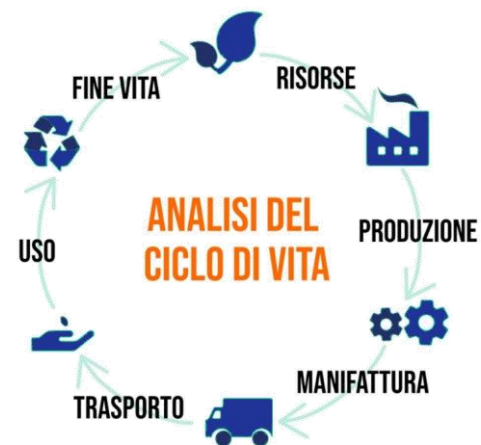 RISORSE
PRODUZIONE
MANIFATTURA
TRASPORTO
USO
FINE VITA
ANALISI DEL
CICLO DI VITA